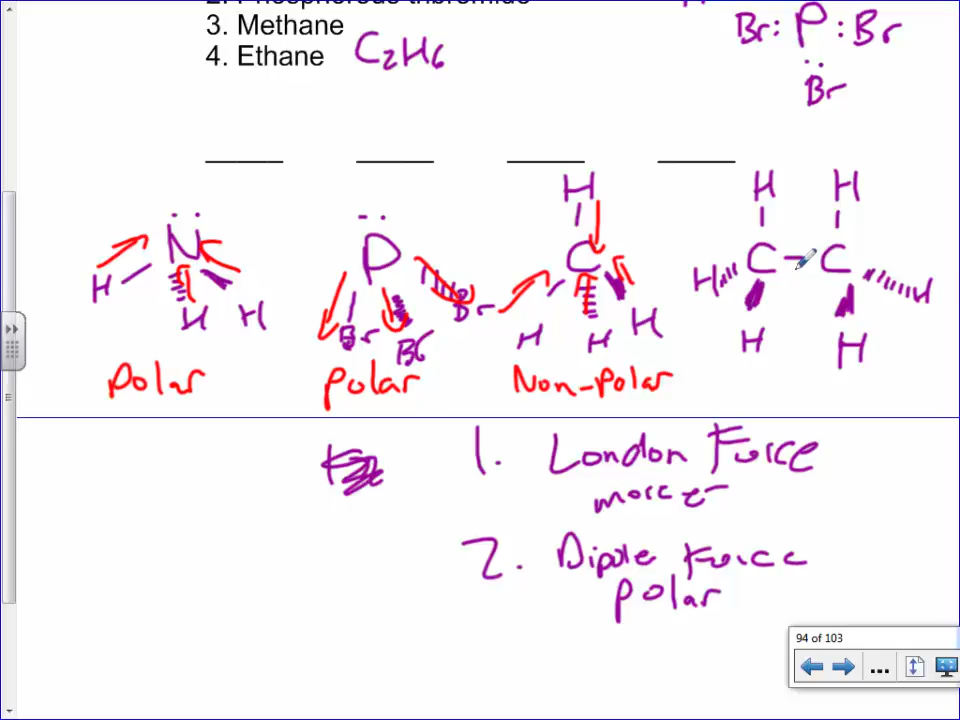 3. Methane
4. Ethane C2H6
Br: P :Br
Br
H H H
N P C C - C
H H H Br Br Br H H H H H
H H
Polar Polar Non-Polar
1. London Force
more e-
2. Dipole Force
polar
94 of 103
...